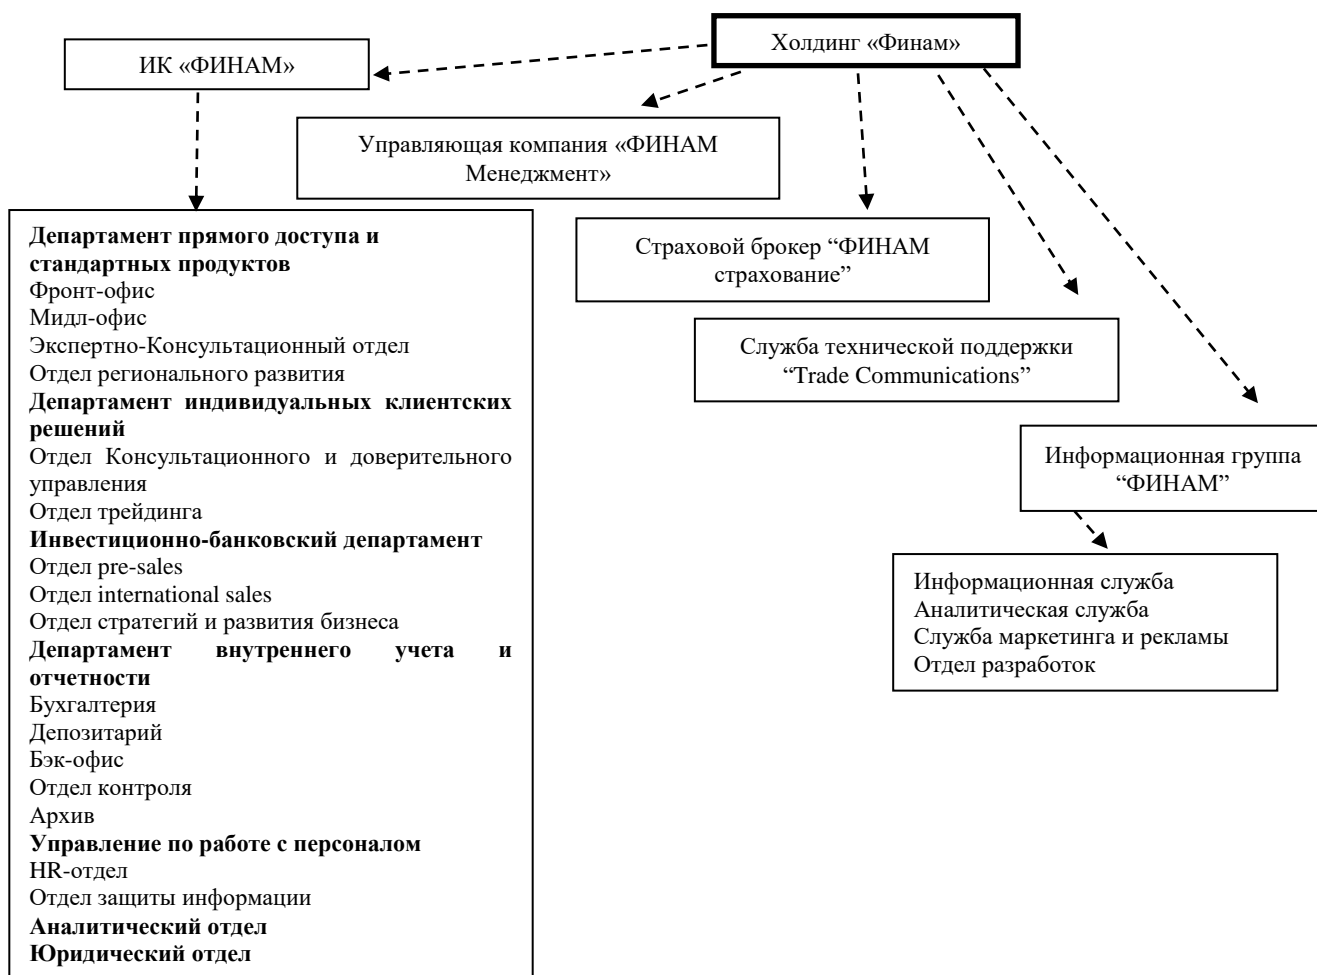 Холдинг «Финам»
ИК «ФИНАМ»
Управляющая компания «ФИНАМ
Менеджмент»
Страховой брокер “ФИНАМ
страхование”
Служба технической поддержки
“Trade Communications”
Информационная группа
“ФИНАМ”
Информационная служба
Аналитическая служба
Служба маркетинга и рекламы
Отдел разработок
Департамент прямого доступа и
стандартных продуктов
Фронт-офис
Мидл-офис
Экспертно-Консультационный отдел
Отдел регионального развития
Департамент индивидуальных клиентских
решений
Отдел Консультационного и доверительного
управления
Отдел трейдинга
Инвестиционно-банковский департамент
Отдел pre-sales
Отдел international sales
Отдел стратегий и развития бизнеса
Департамент внутреннего учета и
отчетности
Бухгалтерия
Депозитарий
Бэк-офис
Отдел контроля
Архив
Управление по работе с персоналом
HR-отдел
Отдел защиты информации
Аналитический отдел
Юридический отдел